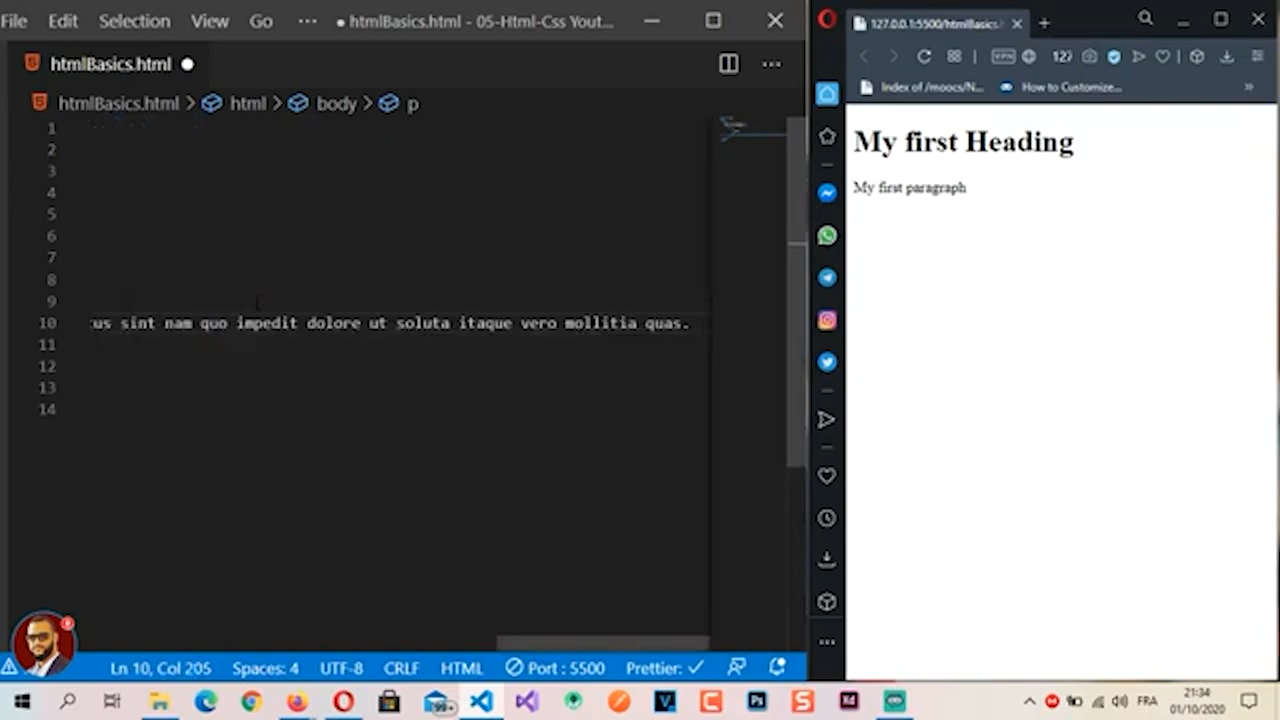 File Edit Selection View Go ··· ● htmlBasics.html - 05-Html-Css Yout...
htmlBasics.html ●
htmlBasics.html > html > body > p
1
2
3
4
5
6
7
8
9
10 us sint nam quo impedit dolore ut soluta itaque vero mollitia quas.
11
12
13
14
Ln 10, Col 205 Spaces: 4 UTF-8 CRLF HTML Port : 5500 Prettier: ✓
127.0.0.1:5500/htmlBasics.
VPN 127
Index of /moocs/N... How to Customize... »
My first Heading
My first paragraph
99+
FRA
21:34
01/10/2020